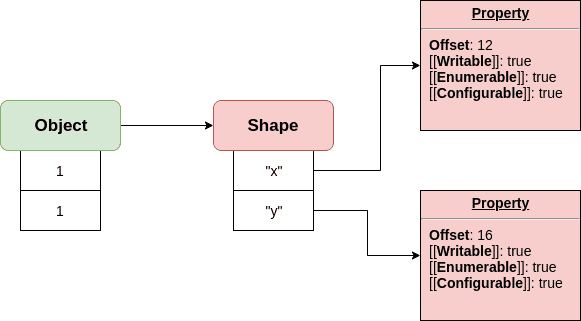 Object
1
1
Shape
"x"
"y"
Property
Offset: 12
[[Writable]]: true
[[Enumerable]]: true
[[Configurable]]: true
Property
Offset: 16
[[Writable]]: true
[[Enumerable]]: true
[[Configurable]]: true